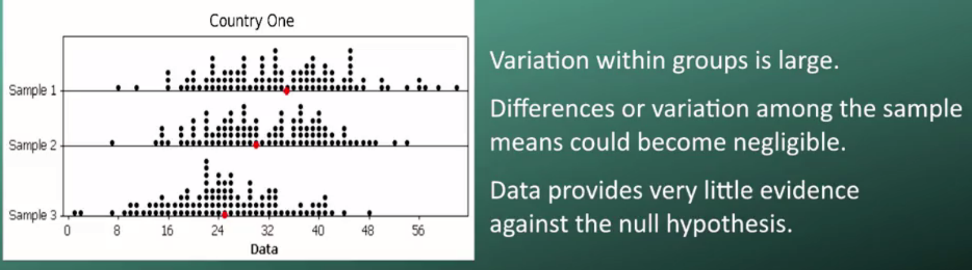 Country One
Sample 1
Sample 2
Sample 3
0 8 16 24 32 40 48 56
Data
Variation within groups is large.
Differences or variation among the sample
means could become negligible.
Data provides very little evidence
against the null hypothesis.